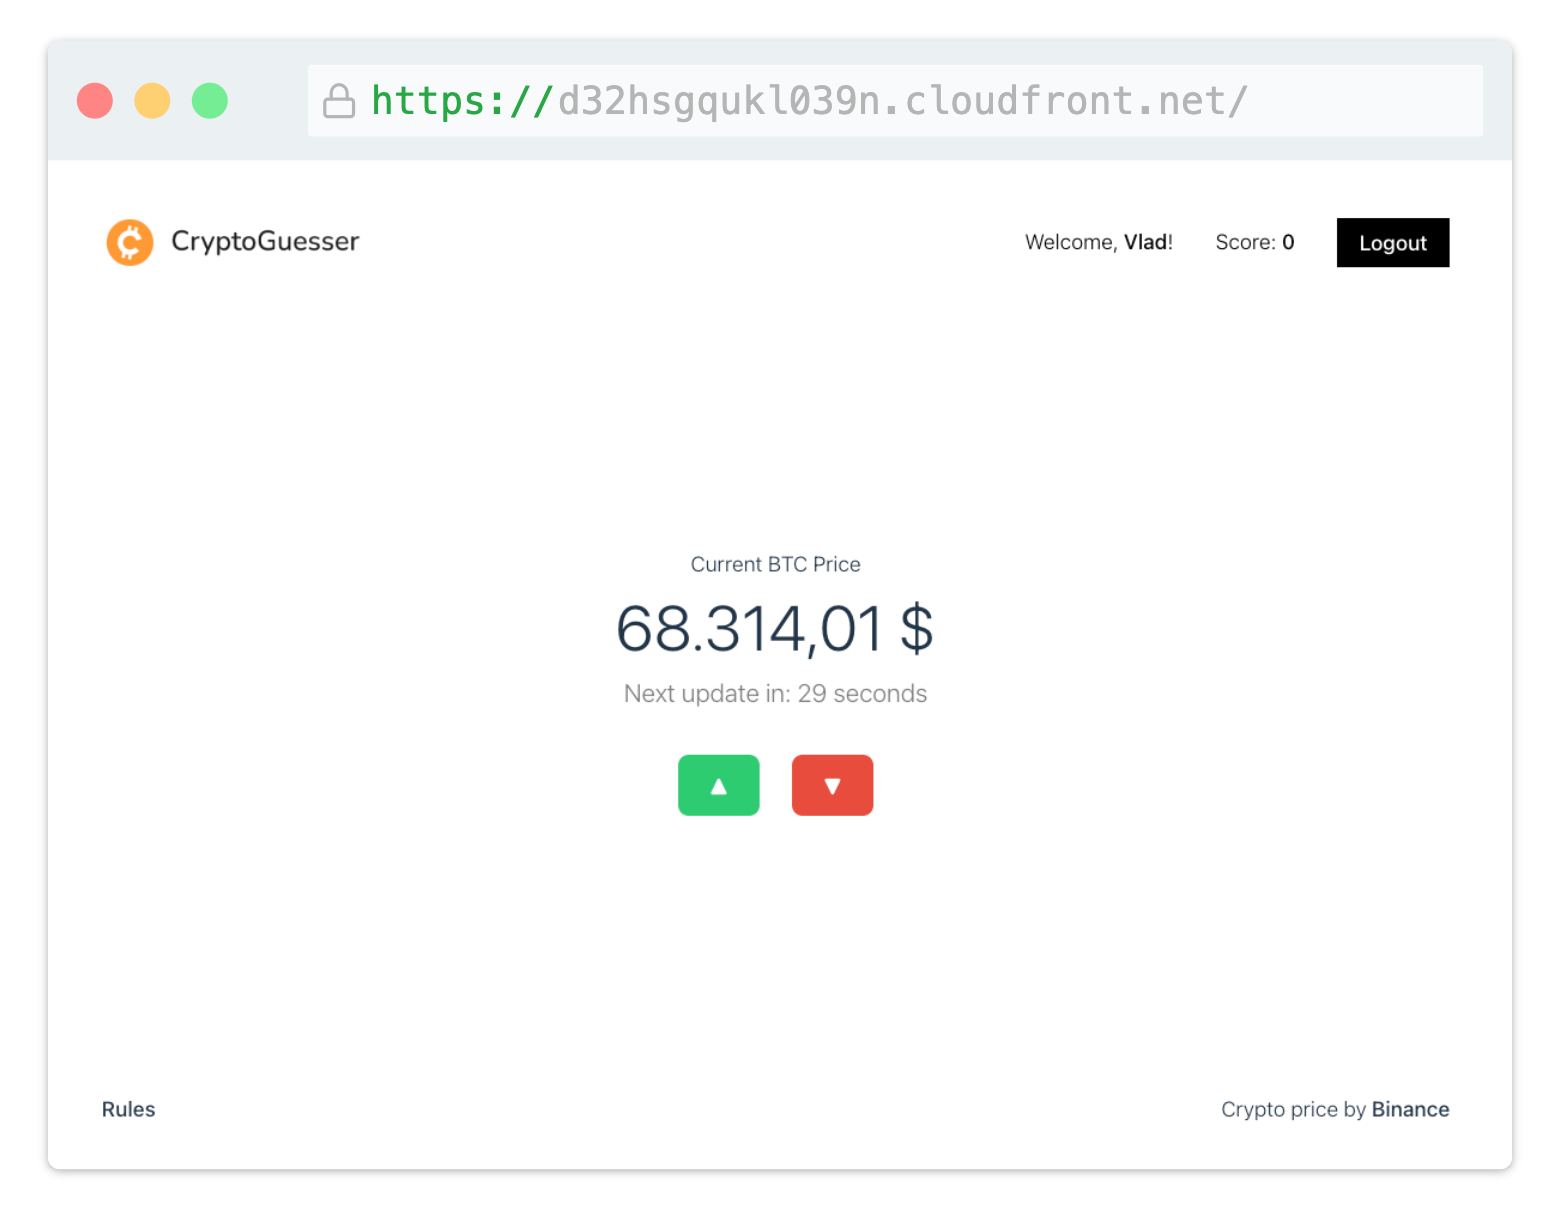 https://d32hsgqukl039n.cloudfront.net/
CryptoGuesser
Welcome, Vlad! Score: 0 Logout
Current BTC Price
68.314,01 $
Next update in: 29 seconds
▲ ▼
Rules
Crypto price by Binance